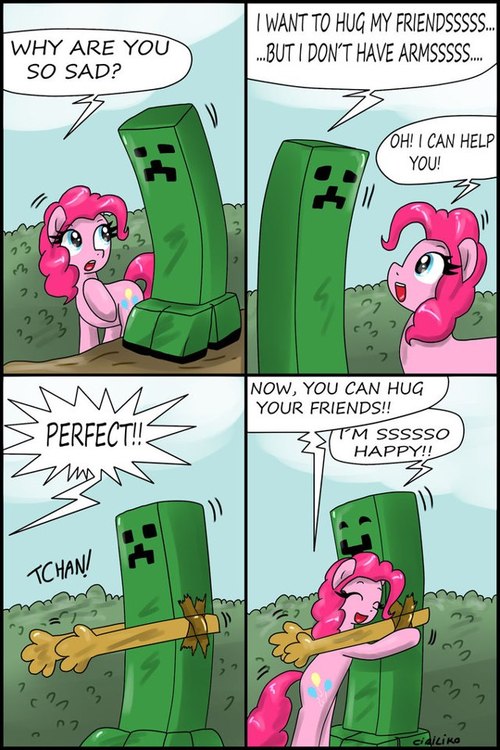 WHY ARE YOU
SO SAD?
I WANT TO HUG MY FRIENDSSSSS...
...BUT I DON'T HAVE ARMSSSSS....
OH! I CAN HELP
YOU!
PERFECT!!
TCHAN!
NOW, YOU CAN HUG
YOUR FRIENDS!!
I'M SSSSSO
HAPPY!!